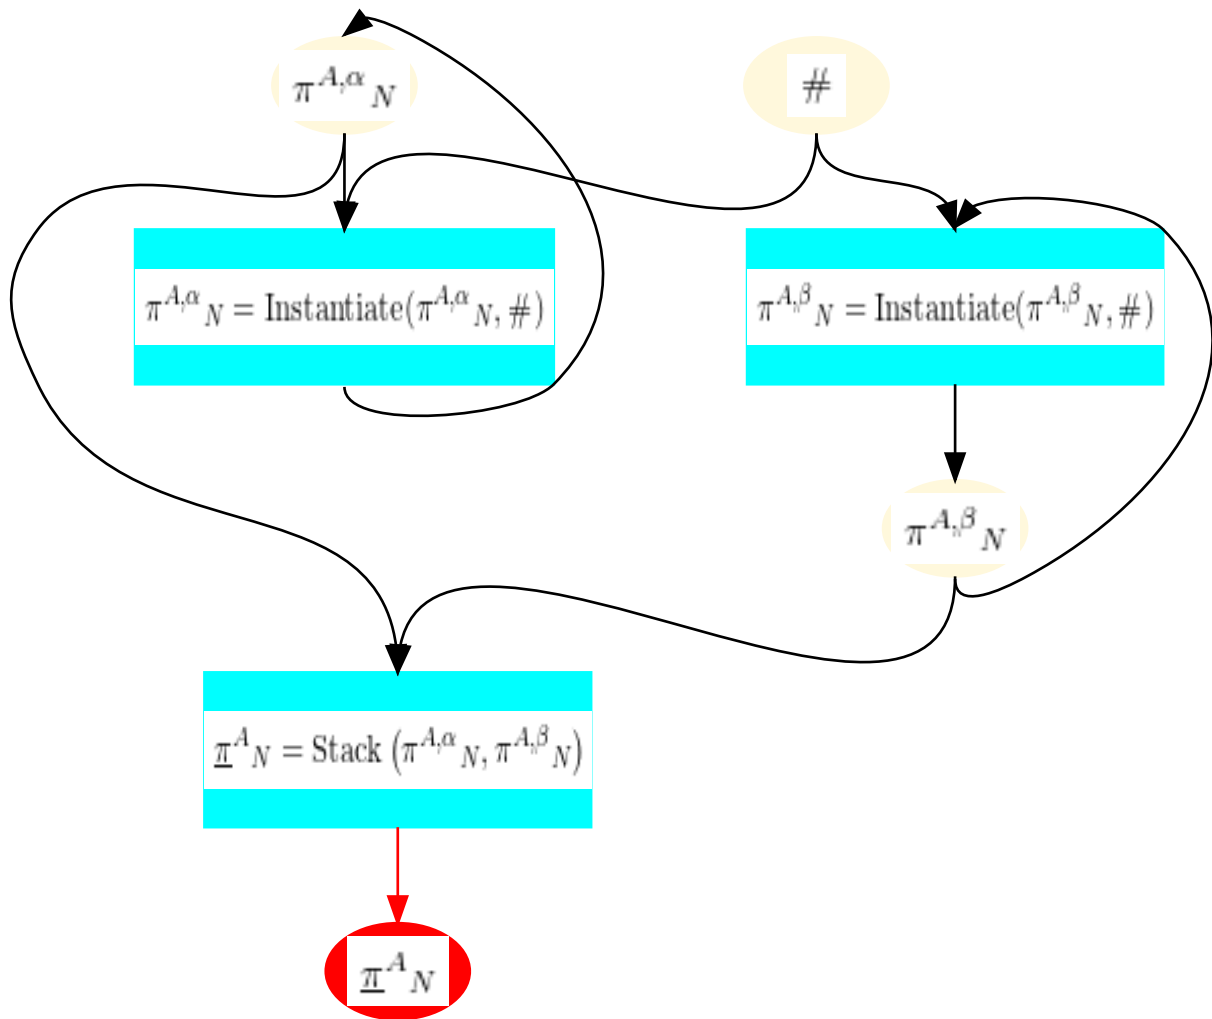 π^{A,α}_N
#
π^{A,α}_N = Instantiate(π^{A,α}_N, #)
π^{A,β}_N = Instantiate(π^{A,β}_N, #)
π^{A,β}_N
π̲^A_N = Stack (π^{A,α}_N, π^{A,β}_N)
π̲^A_N